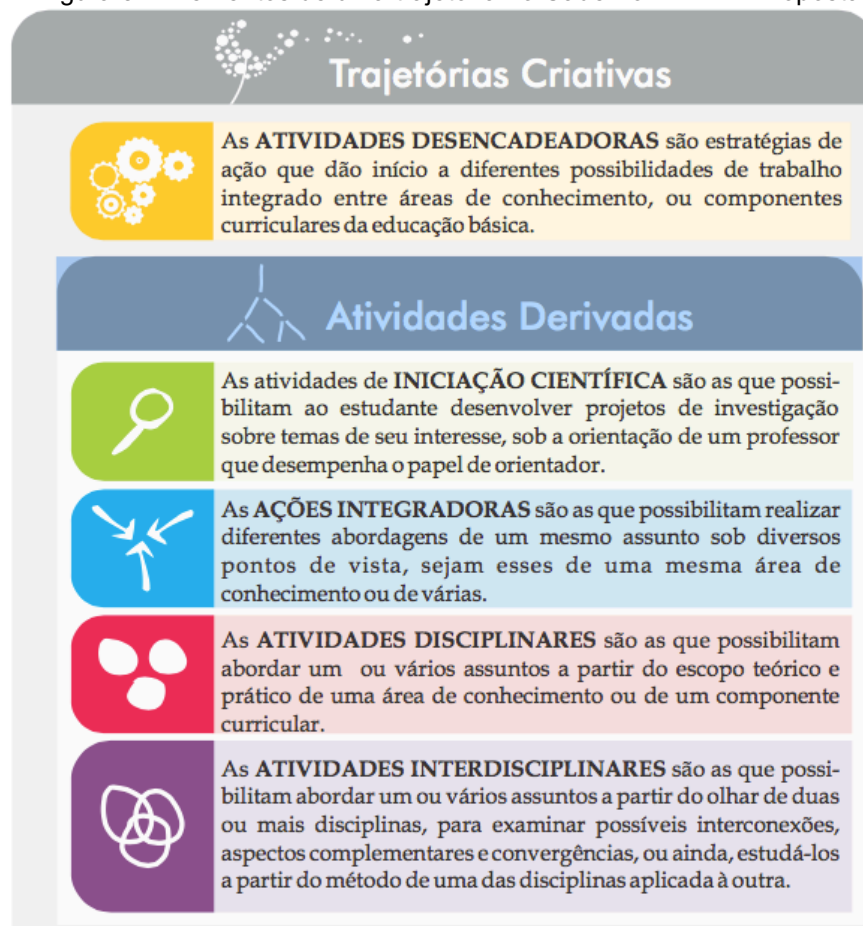 Trajetórias Criativas
As ATIVIDADES DESENCADEADORAS são estratégias de
ação que dão início a diferentes possibilidades de trabalho
integrado entre áreas de conhecimento, ou componentes
curriculares da educação básica.
Atividades Derivadas
As atividades de INICIAÇÃO CIENTÍFICA são as que possi-
bilitam ao estudante desenvolver projetos de investigação
sobre temas de seu interesse, sob a orientação de um professor
que desempenha o papel de orientador.
As AÇÕES INTEGRADORAS são as que possibilitam realizar
diferentes abordagens de um mesmo assunto sob diversos
pontos de vista, sejam esses de uma mesma área de
conhecimento ou de várias.
As ATIVIDADES DISCIPLINARES são as que possibilitam
abordar um ou vários assuntos a partir do escopo teórico e
prático de uma área de conhecimento ou de um componente
curricular.
As ATIVIDADES INTERDISCIPLINARES são as que possi-
bilitam abordar um ou vários assuntos a partir do olhar de duas
ou mais disciplinas, para examinar possíveis interconexões,
aspectos complementares e convergências, ou ainda, estudá-los
a partir do método de uma das disciplinas aplicada à outra.